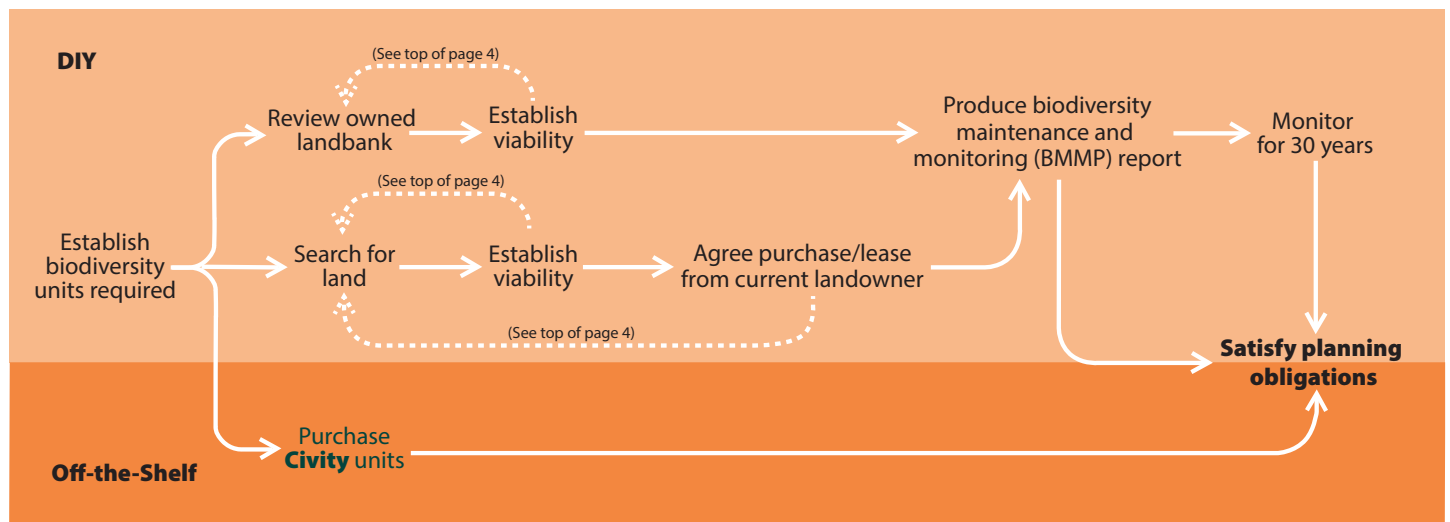 DIY
(See top of page 4)
Review owned
landbank
Establish
viability
Produce biodiversity
maintenance and
monitoring (BMMP) report
Monitor
for 30 years
(See top of page 4)
Establish
biodiversity
units required
Search for
land
Establish
viability
Agree purchase/lease
from current landowner
(See top of page 4)
Satisfy planning
obligations
Off-the-Shelf
Purchase
Civity units